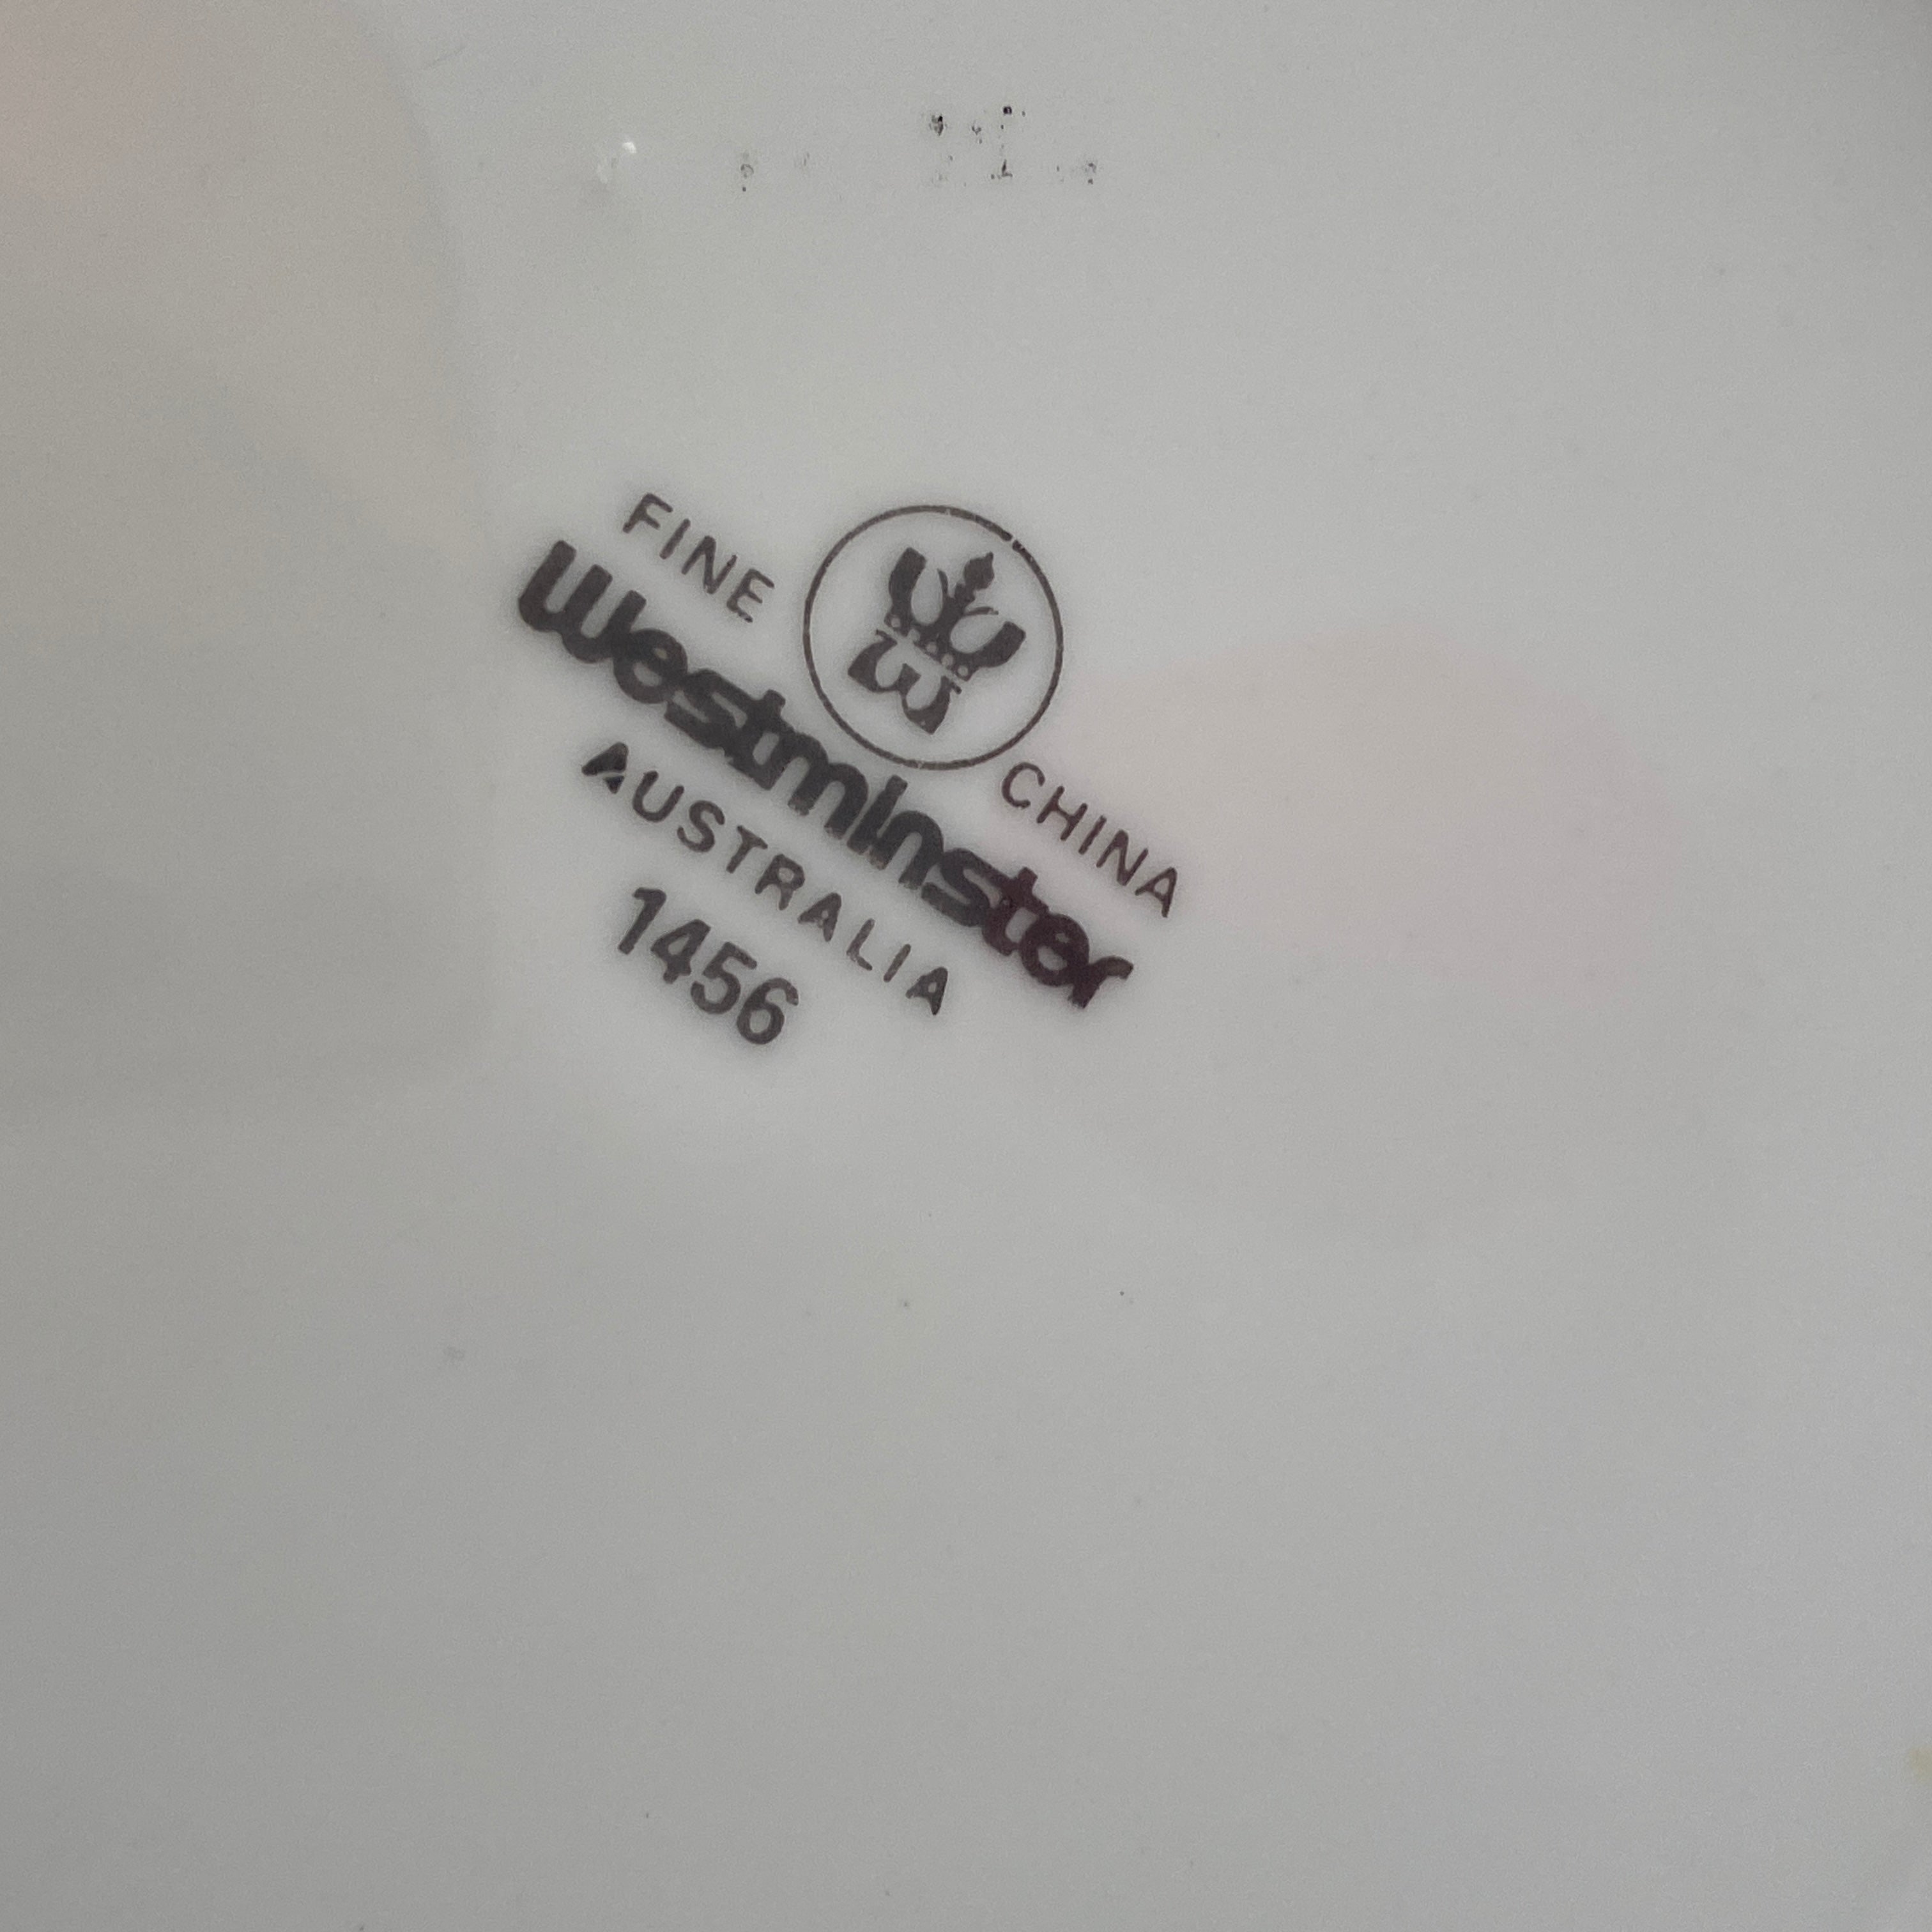 FINE CHINA
Westminster
AUSTRALIA
1456